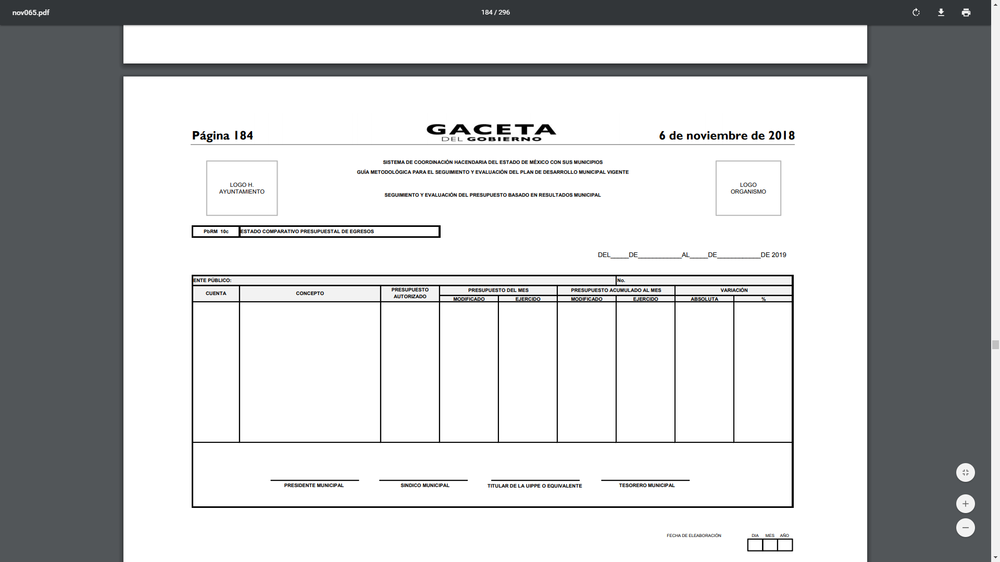 nov065.pdf
184 / 296
Página 184
GACETA
DEL GOBIERNO
6 de noviembre de 2018
LOGO H.
AYUNTAMIENTO
SISTEMA DE COORDINACIÓN HACENDARIA DEL ESTADO DE MÉXICO CON SUS MUNICIPIOS
GUÍA METODOLÓGICA PARA EL SEGUIMIENTO Y EVALUACIÓN DEL PLAN DE DESARROLLO MUNICIPAL VIGENTE
SEGUIMIENTO Y EVALUACIÓN DEL PRESUPUESTO BASADO EN RESULTADOS MUNICIPAL
LOGO
ORGANISMO
PbRM 10c ESTADO COMPARATIVO PRESUPUESTAL DE EGRESOS
DEL_____DE____________AL_____DE____________DE 2019
ENTE PÚBLICO: No.
CUENTA CONCEPTO PRESUPUESTO AUTORIZADO PRESUPUESTO DEL MES PRESUPUESTO ACUMULADO AL MES VARIACIÓN
MODIFICADO EJERCIDO MODIFICADO EJERCIDO ABSOLUTA %
PRESIDENTE MUNICIPAL SINDICO MUNICIPAL TITULAR DE LA UIPPE O EQUIVALENTE TESORERO MUNICIPAL
FECHA DE ELEABORACIÓN DIA MES AÑO